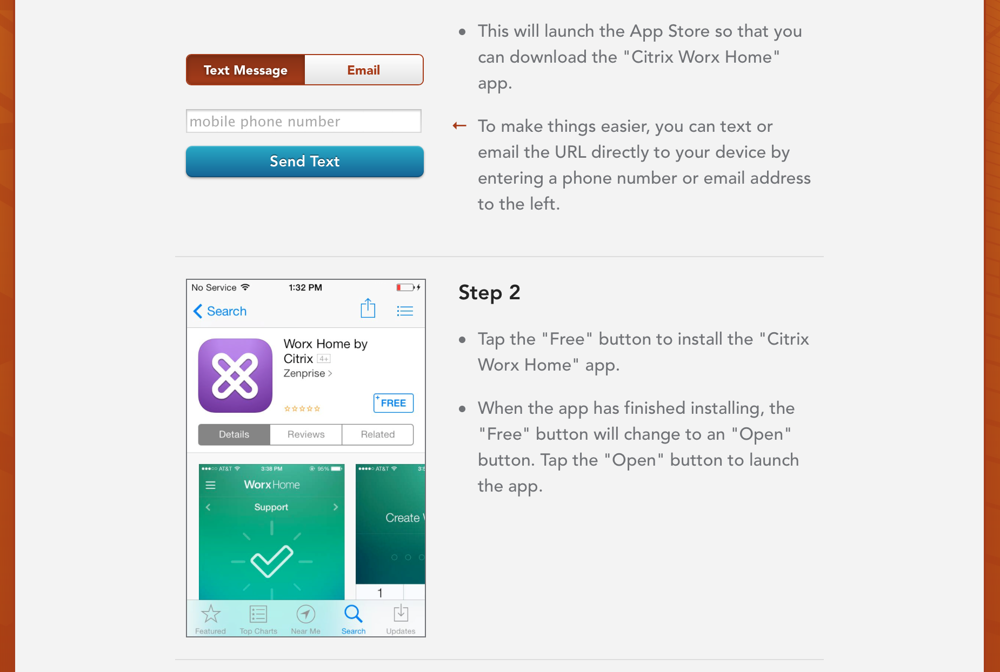 This will launch the App Store so that you
can download the "Citrix Worx Home"
app.
Text Message
Email
mobile phone number
Send Text
To make things easier, you can text or
email the URL directly to your device by
entering a phone number or email address
to the left.
No Service
1:32 PM
Search
Worx Home by
Citrix 4+
Zenprise >
+FREE
Details
Reviews
Related
AT&T
3:38 PM
95%
WorxHome
Support
AT&T
Create
1
Featured
Top Charts
Near Me
Search
Updates
Step 2
Tap the "Free" button to install the "Citrix
Worx Home" app.
When the app has finished installing, the
"Free" button will change to an "Open"
button. Tap the "Open" button to launch
the app.